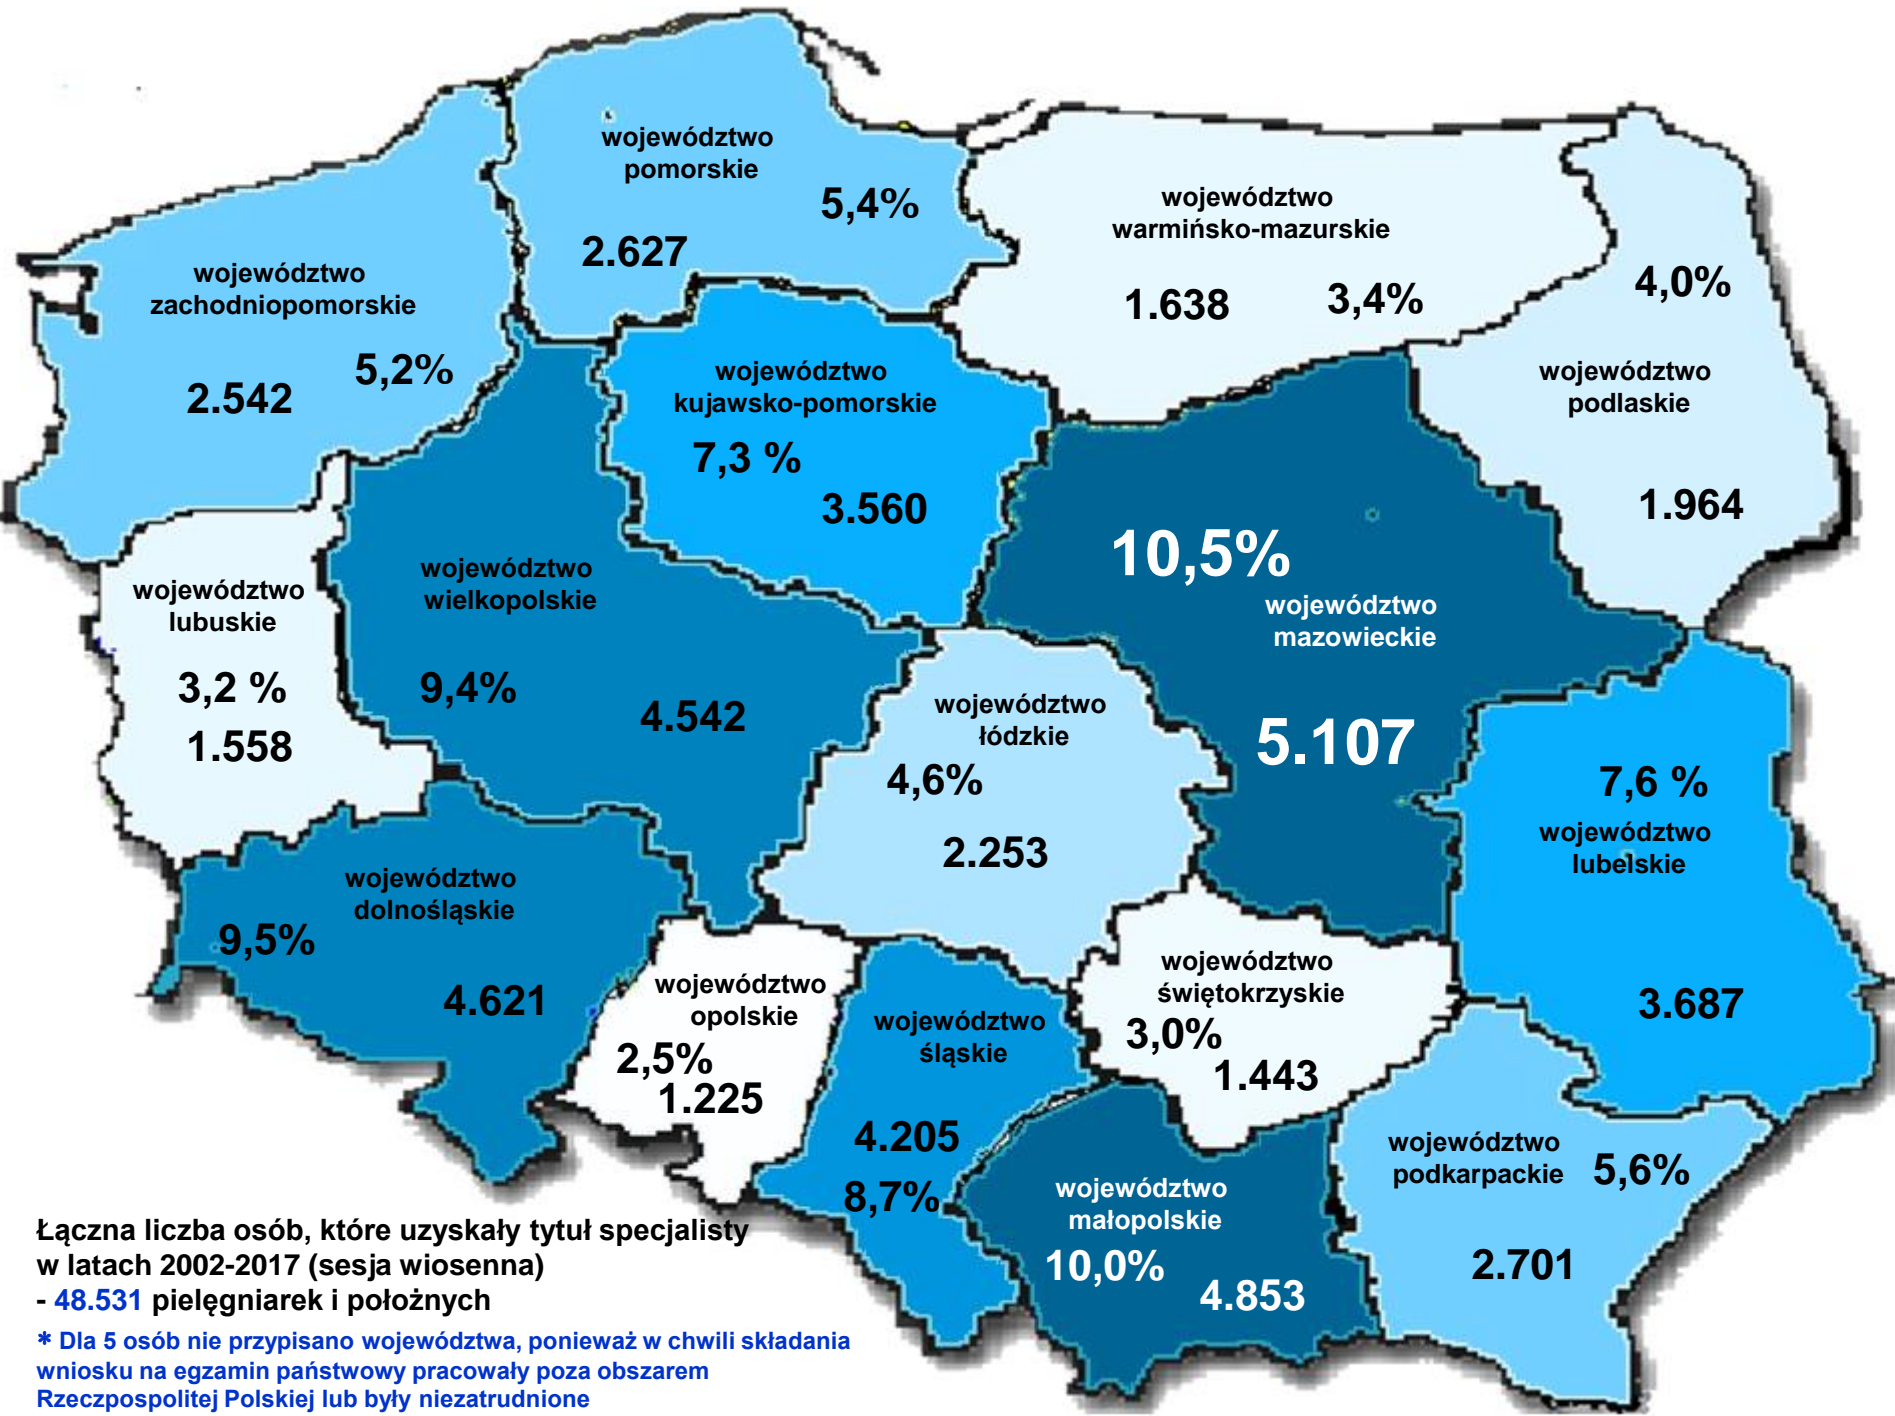 województwo
pomorskie
5,4%
2.627
województwo
warmińsko-mazurskie
1.638
3,4%
województwo
zachodniopomorskie
5,2%
2.542
4,0%
województwo
podlaskie
1.964
województwo
kujawsko-pomorskie
7,3 %
3.560
10,5%
województwo
mazowieckie
5.107
województwo
lubuskie
3,2 %
1.558
województwo
wielkopolskie
9,4%
4.542
województwo
łódzkie
4,6%
2.253
7,6 %
województwo
lubelskie
3.687
województwo
dolnośląskie
9,5%
4.621
województwo
opolskie
2,5%
1.225
województwo
śląskie
4.205
8,7%
województwo
świętokrzyskie
3,0%
1.443
województwo
małopolskie
10,0%
4.853
województwo
podkarpackie
5,6%
2.701
Łączna liczba osób, które uzyskały tytuł specjalisty
w latach 2002-2017 (sesja wiosenna)
- 48.531 pielęgniarek i położnych
* Dla 5 osób nie przypisano województwa, ponieważ w chwili składania
wniosku na egzamin państwowy pracowały poza obszarem
Rzeczpospolitej Polskiej lub były niezatrudnione